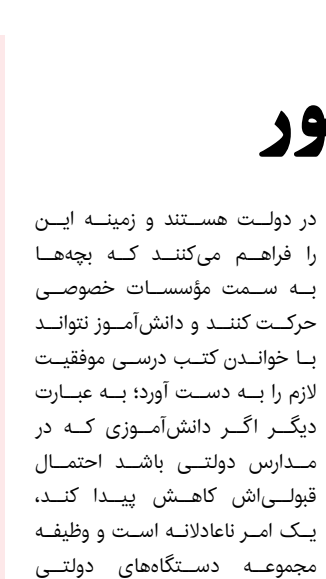 ور
در دولت هستند و زمینه این
را فراهم می‌کنند که بچه‌ها
به سمت مؤسسات خصوصی
حرکت کنند و دانش‌آموز نتواند
با خواندن کتب درسی موفقیت
لازم را به دست آورد؛ به عبارت
دیگر اگر دانش‌آموزی که در
مدارس دولتی باشد احتمال
قبولی‌اش کاهش پیدا کند،
یک امر ناعادلانه است و وظیفه
مجموعه دستگاه‌های دولتی